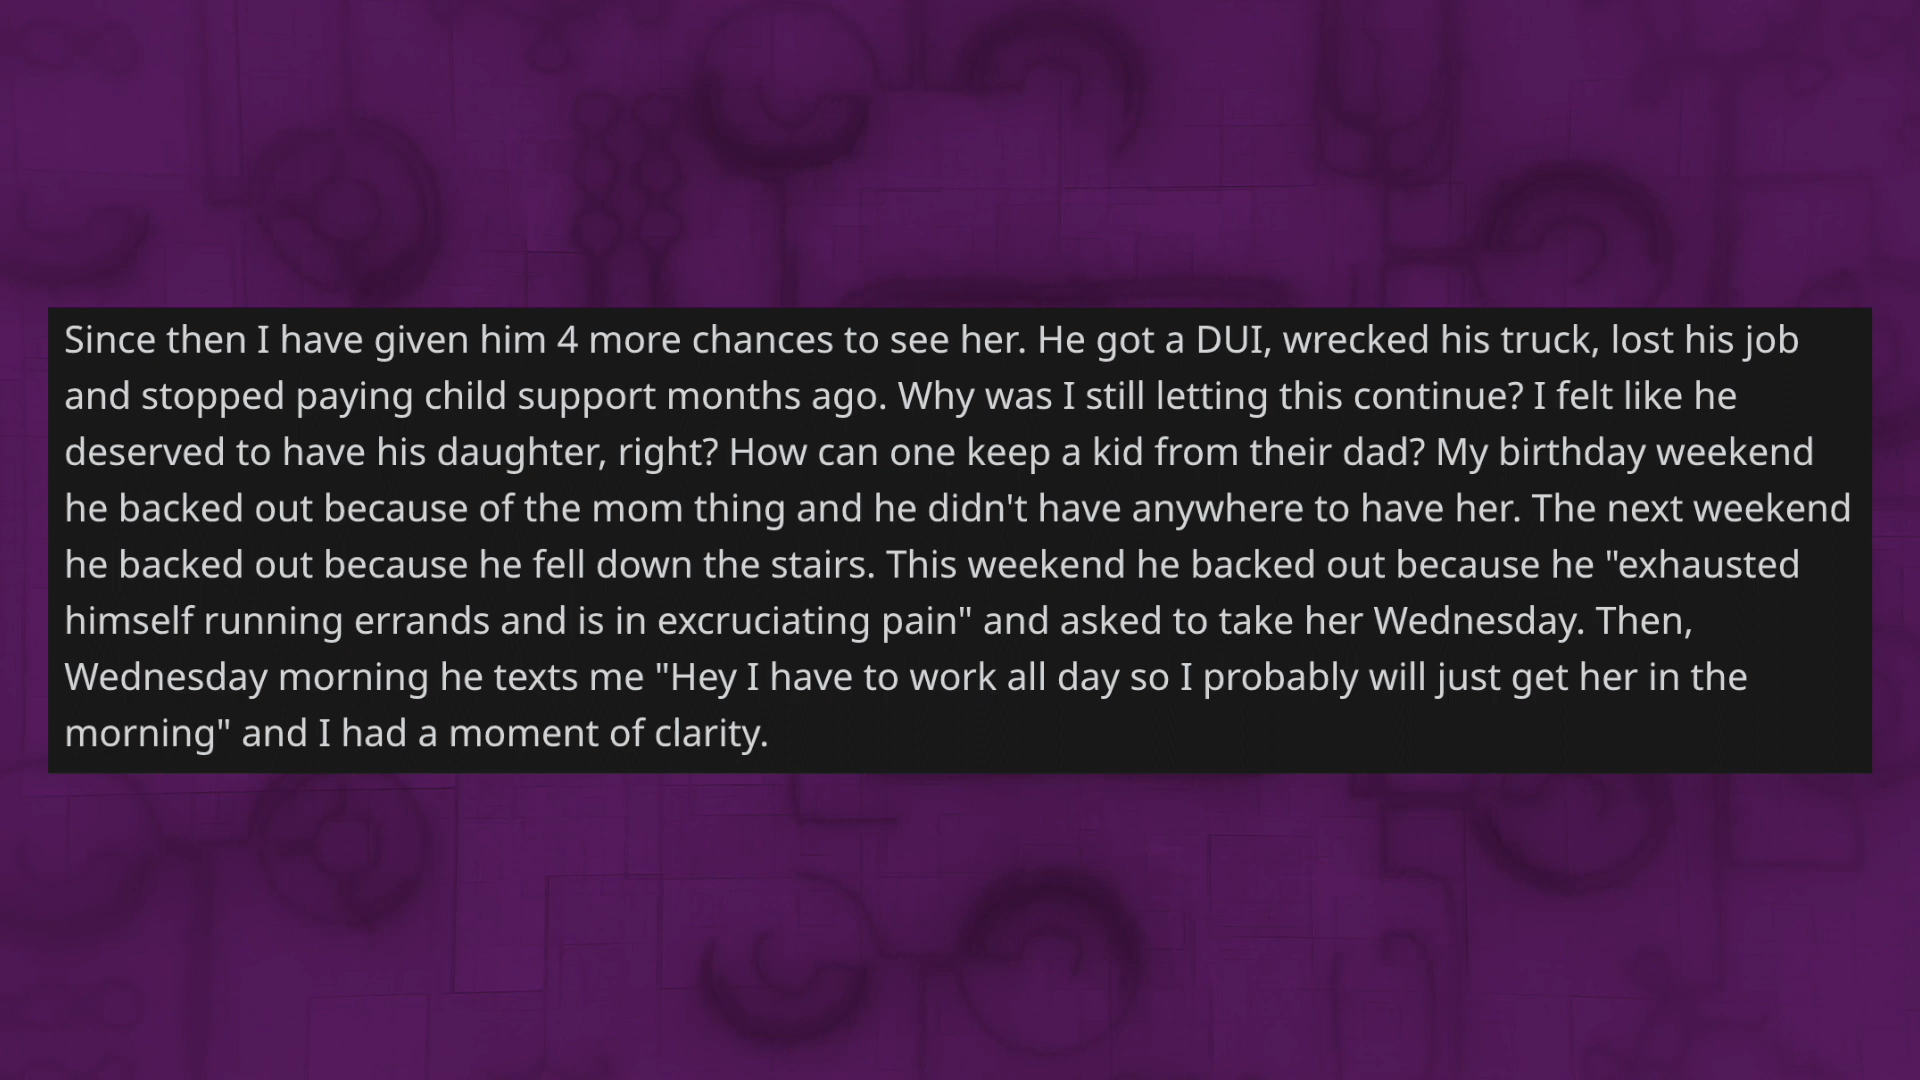 Since then I have given him 4 more chances to see her. He got a DUI, wrecked his truck, lost his job
and stopped paying child support months ago. Why was I still letting this continue? I felt like he
deserved to have his daughter, right? How can one keep a kid from their dad? My birthday weekend
he backed out because of the mom thing and he didn't have anywhere to have her. The next weekend
he backed out because he fell down the stairs. This weekend he backed out because he "exhausted
himself running errands and is in excruciating pain" and asked to take her Wednesday. Then,
Wednesday morning he texts me "Hey I have to work all day so I probably will just get her in the
morning" and I had a moment of clarity.